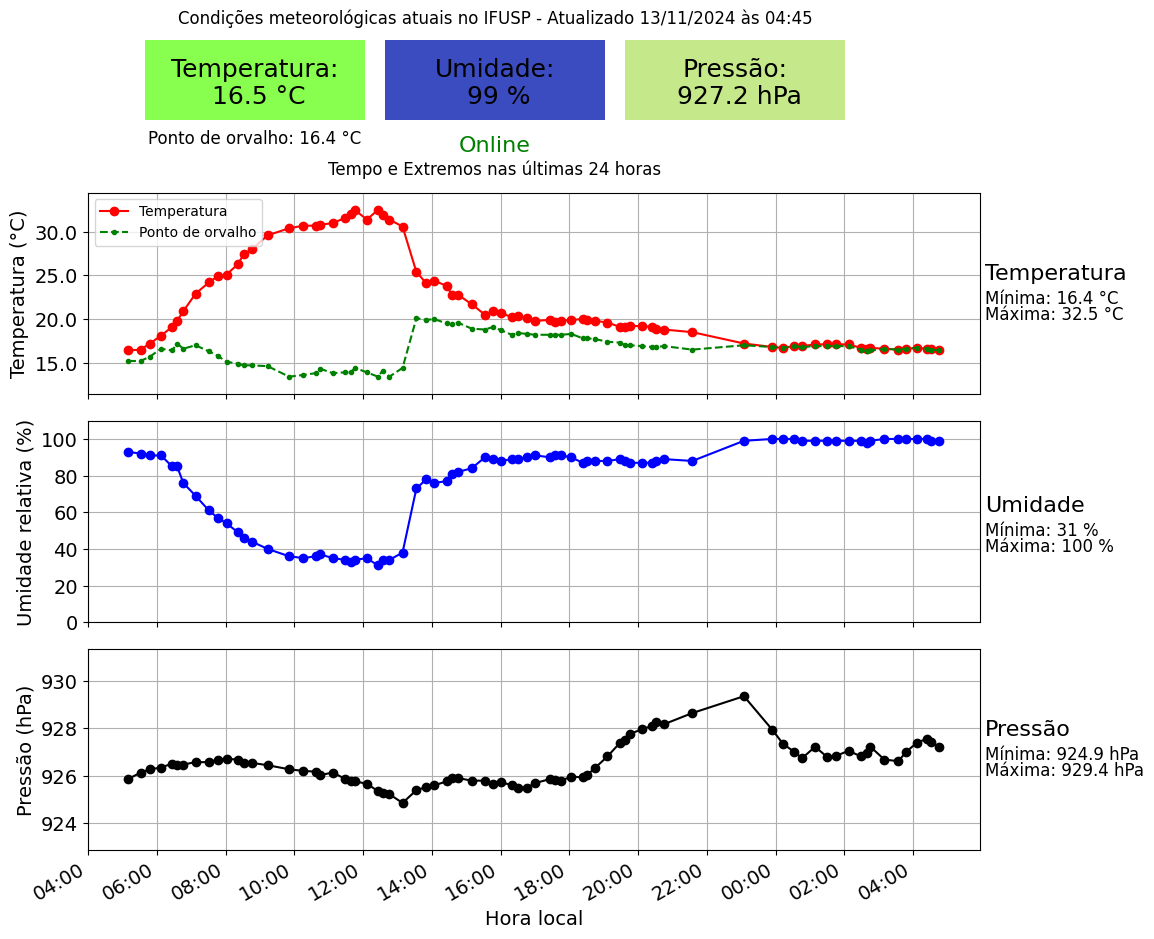 Condições meteorológicas atuais no IFUSP - Atualizado 13/11/2024 às 04:45
Temperatura:
16.5 °C
Umidade:
99 %
Pressão:
927.2 hPa
Ponto de orvalho: 16.4 °C
Online
Tempo e Extremos nas últimas 24 horas
Temperatura
Ponto de orvalho
Temperatura (°C)
30.0
25.0
20.0
15.0
Temperatura
Mínima: 16.4 °C
Máxima: 32.5 °C
Umidade relativa (%)
100
80
60
40
20
0
Umidade
Mínima: 31 %
Máxima: 100 %
Pressão (hPa)
930
928
926
924
Pressão
Mínima: 924.9 hPa
Máxima: 929.4 hPa
04:00 06:00 08:00 10:00 12:00 14:00 16:00 18:00 20:00 22:00 00:00 02:00 04:00
Hora local